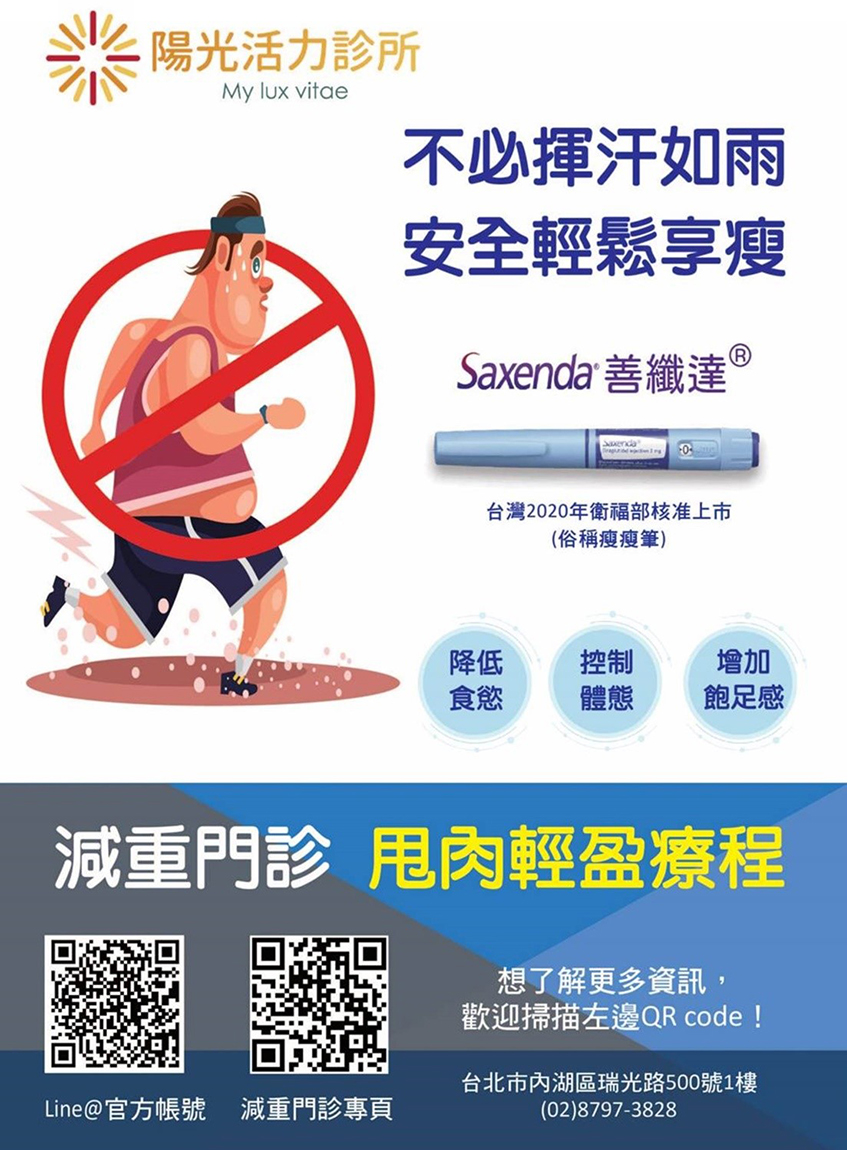 陽光活力診所
My lux vitae
不必揮汗如雨
安全輕鬆享瘦
Saxenda® 善纖達®
Saxenda®
台灣2020年衛福部核准上市
(俗稱瘦瘦筆)
降低
食慾
控制
體態
增加
飽足感
減重門診 甩肉輕盈療程
想了解更多資訊，
歡迎掃描左邊QR code！
Line@官方帳號
減重門診專頁
台北市內湖區瑞光路500號1樓
(02)8797-3828